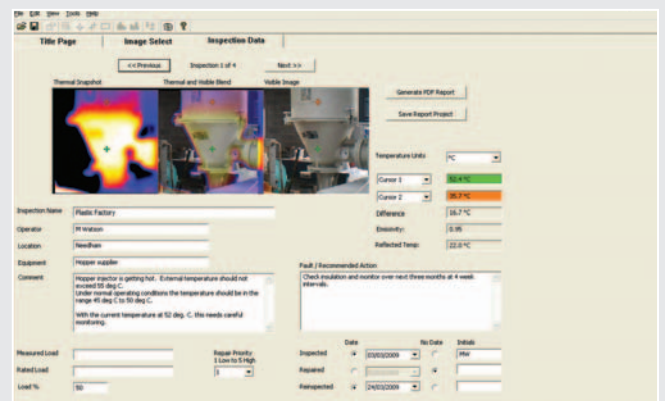 File Edit View Tools Help
Title Page Image Select Inspection Data
<< Previous Inspection 1 of 4 Next >>
Thermal Snapshot Thermal and Visible Blend Visible Image
Generate PDF Report
Save Report Project
Temperature Units °C
Cursor 1 52.4 °C
Cursor 2 35.7 °C
Difference 16.7 °C
Emissivity: 0.95
Reflected Temp: 22.0 °C
Inspection Name Plastic Factory
Operator M Watson
Location Needham
Equipment Hopper supplier
Comment
Hopper injector is getting hot. External temperature should not
exceed 55 deg C.
Under normal operating conditions the temperature should be in the
range 45 deg C to 50 deg C.
With the current temperature at 52 deg. C. this needs careful
monitoring.
Fault / Recommended Action
Check insulation and monitor over next three months at 4 week
intervals.
Measured Load
Rated Load
Load % 50
Repair Priority
1 Low to 5 High
1
Date No Date Initials
Inspected 03/03/2009 MW
Repaired
Reinspected 24/03/2009